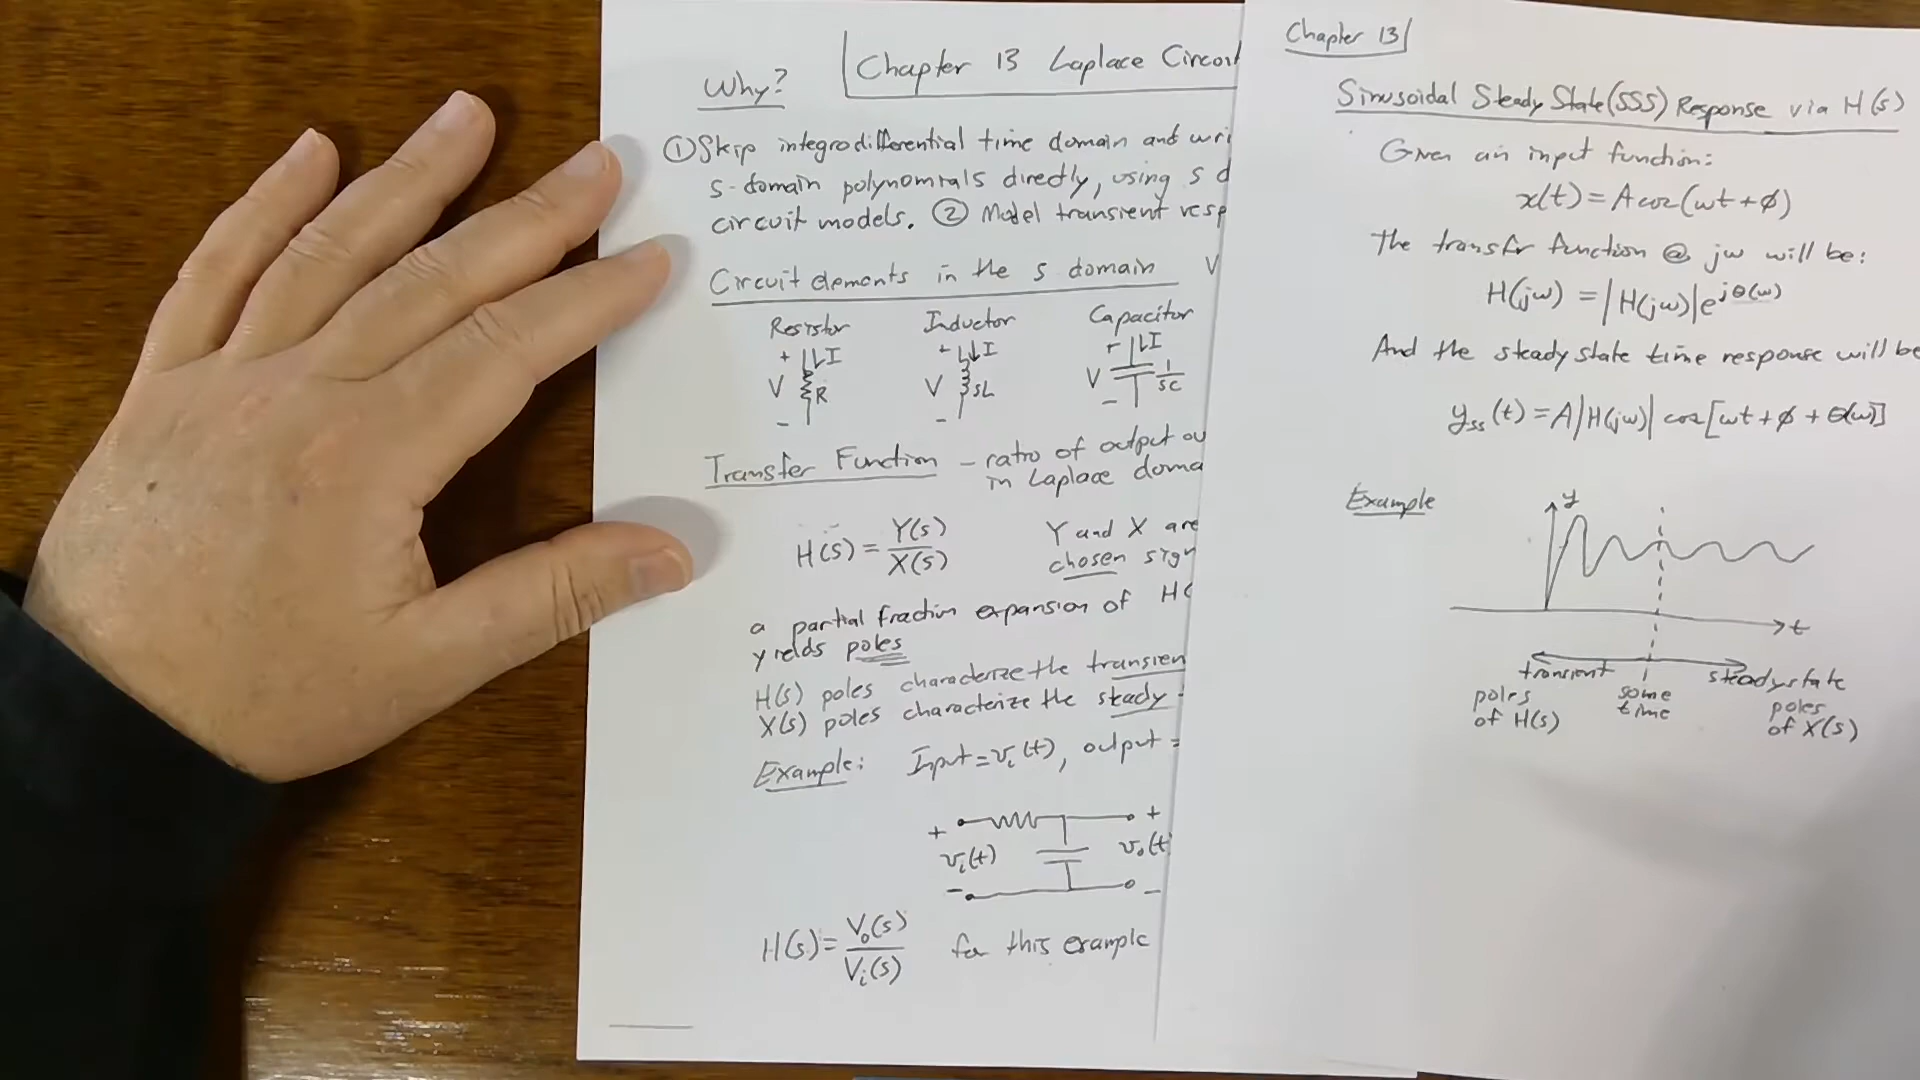 Chapter 13 Laplace Circuit
Why?
① Skip integrodifferential time domain and wri
s-domain polynomials directly, using s d
circuit models. ② Model transient resp
Circuit elements in the s domain V
Resistor Inductor Capacitor
+ ↓I + ↓I + ↓I
V R V sL V 1/sC
- - -
Transfer Function - ratio of output ov
in Laplace doma
H(s) = Y(s)/X(s) Y and X are
chosen sign
a partial fraction expansion of H(
yields poles
H(s) poles characterize the transien
X(s) poles characterize the steady -
Example: Input = vi(t), output =
+ +
vi(t) vo(t)
- -
H(s) = Vo(s)/Vi(s) for this example
Chapter 13
Sinusoidal Steady State (SSS) Response via H(s)
Given an input function:
x(t) = A cos(ωt + ϕ)
The transfr function @ jω will be:
H(jω) = |H(jω)|e^jθ(ω)
And the steady state time response will be
yss(t) = A|H(jω)| cos[ωt + ϕ + θ(ω)]
Example
y
t
transient steadystate
poles some poles
of H(s) time of X(s)